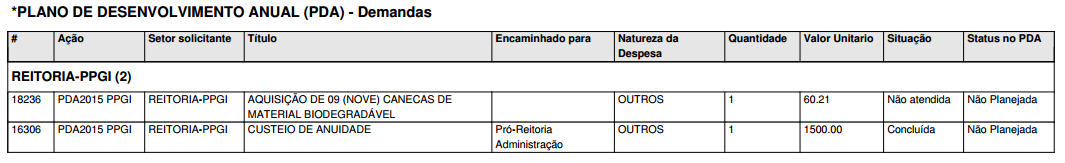 *PLANO DE DESENVOLVIMENTO ANUAL (PDA) - Demandas
# Ação Setor solicitante Título Encaminhado para Natureza da Despesa Quantidade Valor Unitario Situação Status no PDA
REITORIA-PPGI (2)
18236 PDA2015 PPGI REITORIA-PPGI AQUISIÇÃO DE 09 (NOVE) CANECAS DE MATERIAL BIODEGRADÁVEL OUTROS 1 60.21 Não atendida Não Planejada
16306 PDA2015 PPGI REITORIA-PPGI CUSTEIO DE ANUIDADE Pró-Reitoria Administração OUTROS 1 1500.00 Concluída Não Planejada